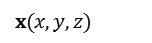 x(x, y, z)